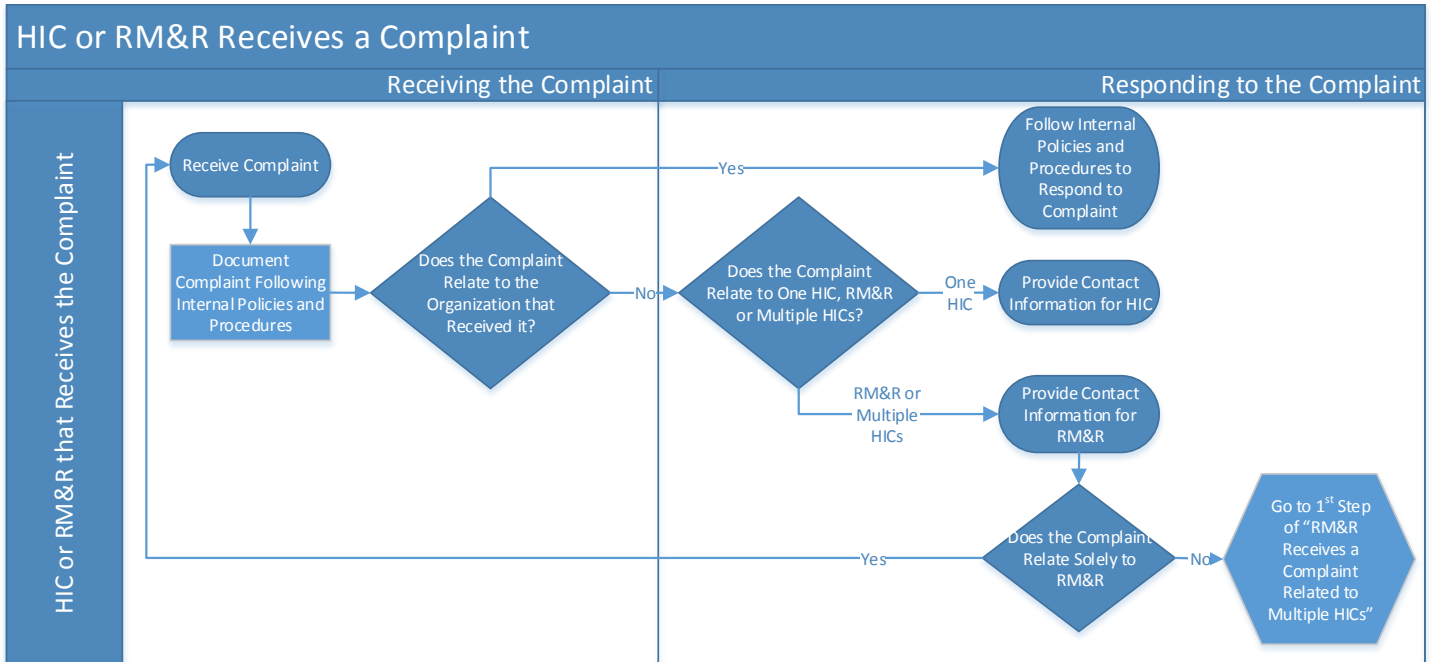 HIC or RM&R Receives a Complaint
Receiving the Complaint
Responding to the Complaint
HIC or RM&R that Receives the Complaint
Receive Complaint
Document
Complaint Following
Internal Policies and
Procedures
Does the Complaint
Relate to the
Organization that
Received it?
Yes
Follow Internal
Policies and
Procedures to
Respond to
Complaint
No
Does the Complaint
Relate to One HIC, RM&R
or Multiple HICs?
One
HIC
Provide Contact
Information for HIC
RM&R or
Multiple
HICs
Provide Contact
Information for
RM&R
Does the Complaint
Relate Solely to
RM&R
Yes
No
Go to 1st Step
of “RM&R
Receives a
Complaint
Related to
Multiple HICs”